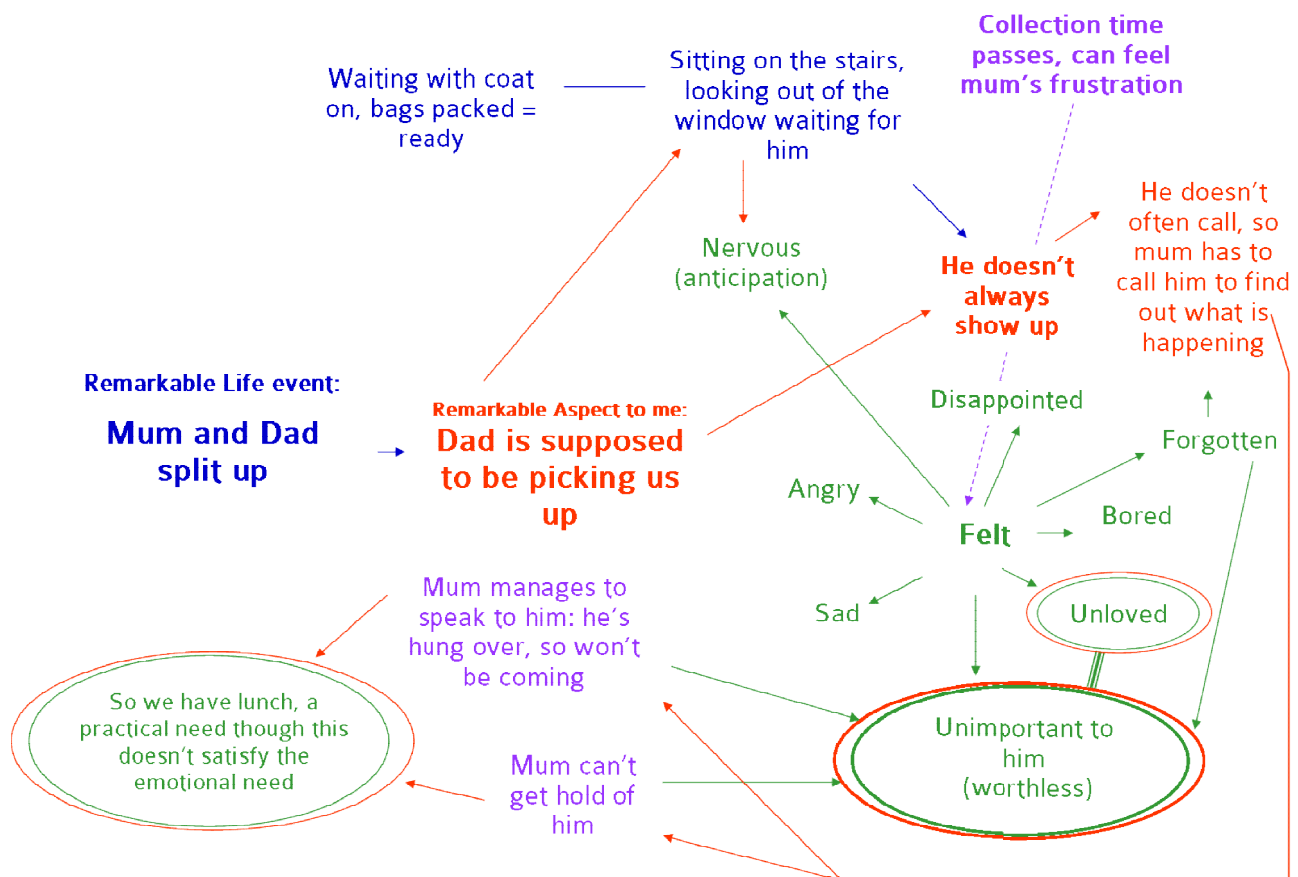 Collection time
passes, can feel
mum's frustration
Waiting with coat
on, bags packed =
ready
Sitting on the stairs,
looking out of the
window waiting for
him
He doesn't
often call, so
mum has to
call him to find
out what is
happening
Nervous
(anticipation)
He doesn't
always
show up
Remarkable Life event:
Mum and Dad
split up
Remarkable Aspect to me:
Dad is supposed
to be picking us
up
Disappointed
Forgotten
Angry
Bored
Felt
Sad
Unloved
Mum manages to
speak to him: he's
hung over, so won't
be coming
So we have lunch, a
practical need though this
doesn't satisfy the
emotional need
Mum can't
get hold of
him
Unimportant to
him
(worthless)